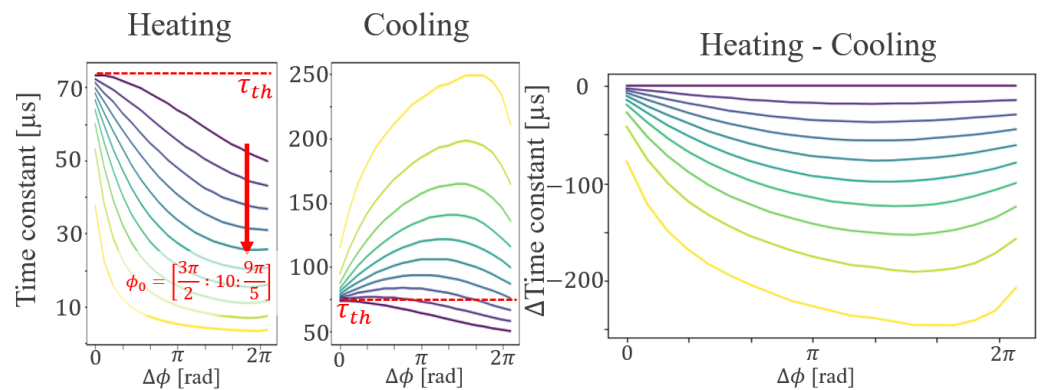 Heating
Cooling
Heating - Cooling
Time constant [μs]
70
50
30
10
τ_th
ϕ₀ = [3π/2 : 10: 9π/5]
0
π
2π
Δϕ [rad]
250
200
150
100
50
τ_th
0
π
2π
Δϕ [rad]
ΔTime constant [μs]
0
−100
−200
0
π
2π
Δϕ [rad]